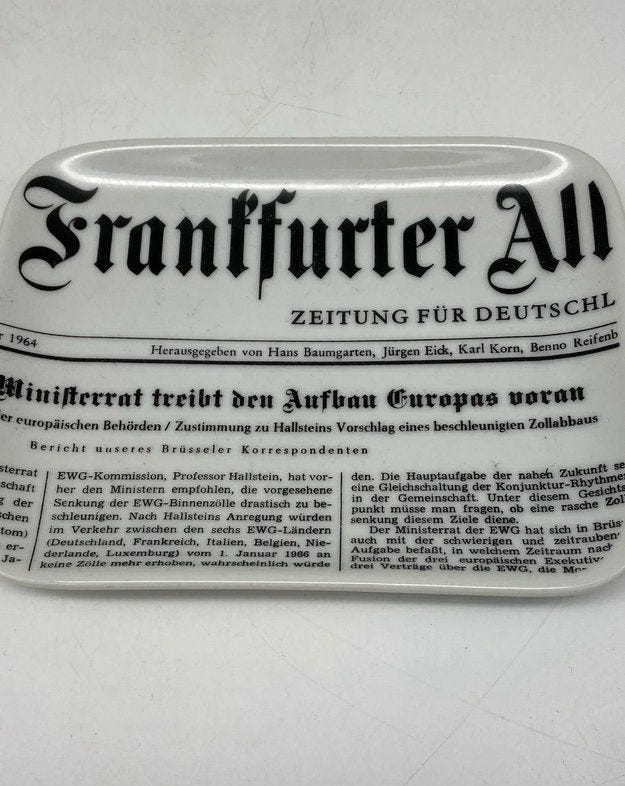 Frankfurter All
ZEITUNG FÜR DEUTSCHL
r 1964
Herausgegeben von Hans Baumgarten, Jürgen Eick, Karl Korn, Benno Reifenb
Ministerrat treibt den Aufbau Europas voran
er europäischen Behörden / Zustimmung zu Hallsteins Vorschlag eines beschleunigten Zollabbaus
Bericht unseres Brüsseler Korrespondenten
sterrat
schaft
g der
schen
tom)
er-
Ja-
EWG-Kommission, Professor Hallstein, hat vor-
her den Ministern empfohlen, die vorgesehene
Senkung der EWG-Binnenzölle drastisch zu be-
schleunigen. Nach Hallsteins Anregung würden
im Verkehr zwischen den sechs EWG-Ländern
(Deutschland, Frankreich, Italien, Belgien, Nie-
derlande, Luxemburg) vom 1. Januar 1966 an
keine Zölle mehr erhoben, wahrscheinlich würde
den. Die Hauptaufgabe der nahen Zukunft se
eine Gleichschaltung der Konjunktur-Rhythmen
in der Gemeinschaft. Unter diesem Gesichts
punkt müsse man fragen, ob eine rasche Zoll
senkung diesem Ziele diene.
Der Ministerrat der EWG hat sich in Brüs
auch mit der schwierigen und zeitrauben
Aufgabe befaßt, in welchem Zeitraum nach
Fusion der drei europäischen Exekutiv
drei Verträge über die EWG, die Mo